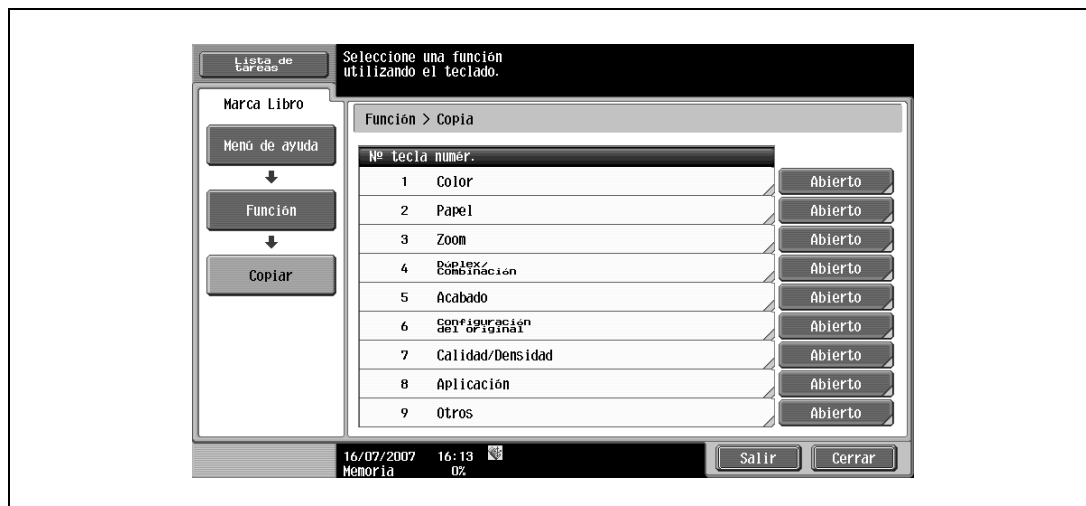 Lista de
tareas
Seleccione una función
utilizando el teclado.
Marca Libro
Menú de ayuda
Función
Copiar
Función > Copia
Nº tecla numér.
1 Color Abierto
2 Papel Abierto
3 Zoom Abierto
4 Dúplex/
Combinación Abierto
5 Acabado Abierto
6 Configuración
del original Abierto
7 Calidad/Densidad Abierto
8 Aplicación Abierto
9 Otros Abierto
16/07/2007 16:13
Memoria 0%
Salir Cerrar